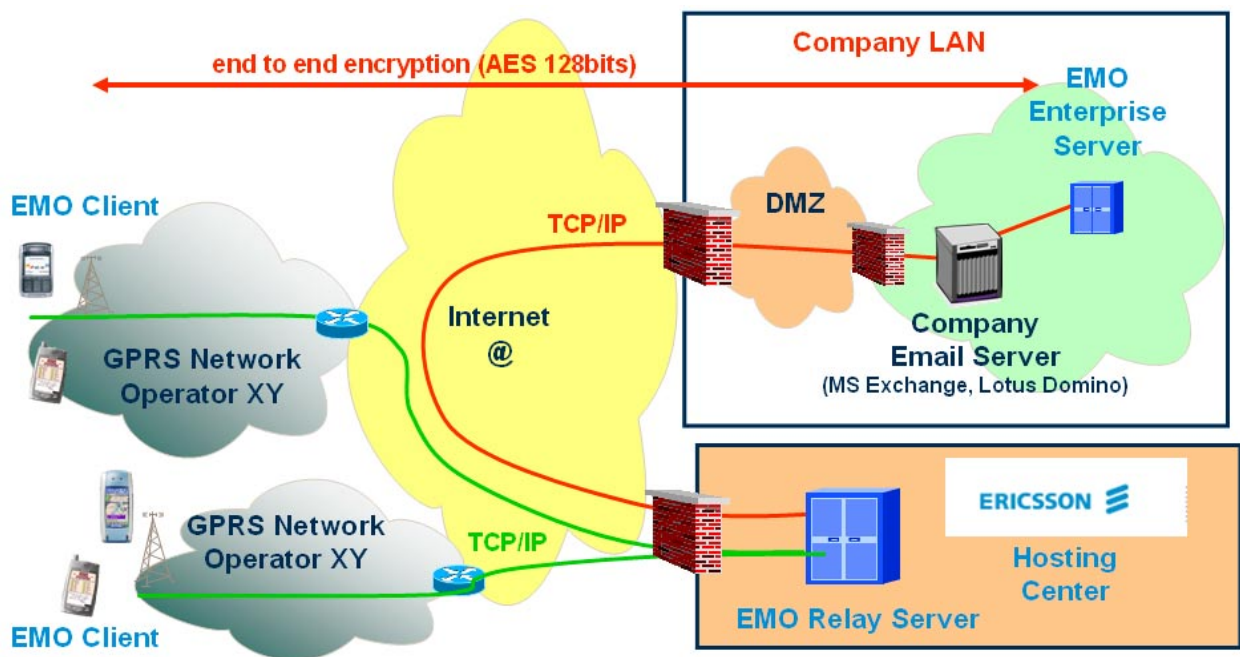 Company LAN
end to end encryption (AES 128bits)
EMO
Enterprise
Server
EMO Client
TCP/IP
DMZ
Internet
@
GPRS Network
Operator XY
Company
Email Server
(MS Exchange, Lotus Domino)
GPRS Network
Operator XY
TCP/IP
ERICSSON
Hosting
Center
EMO Relay Server
EMO Client